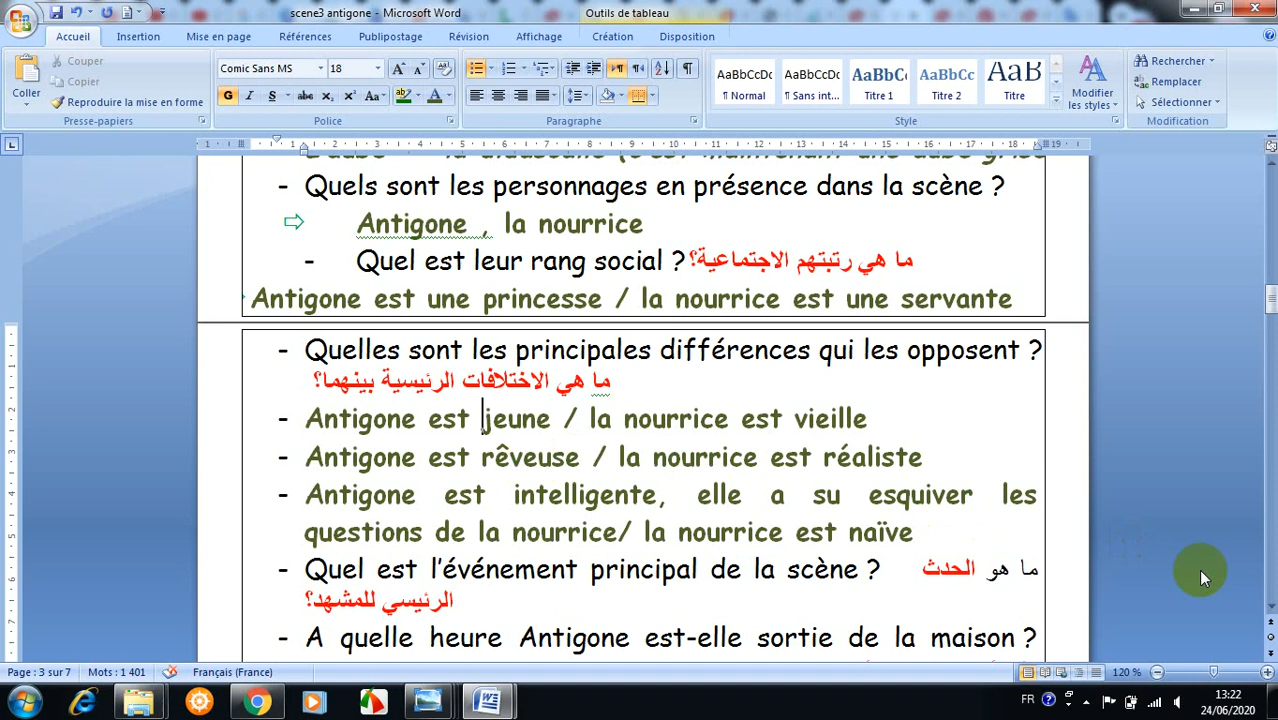 scene3 antigone - Microsoft Word
Outils de tableau
Accueil Insertion Mise en page Références Publipostage Révision Affichage Création Disposition
Couper
Copier
Coller
Reproduire la mise en forme
Presse-papiers
Comic Sans MS 18
G I S abc x₂ x² Aa
Police
Paragraphe
AaBbCcDc AaBbCcDc AaBbCc AaBbCc AaB
¶ Normal ¶ Sans int... Titre 1 Titre 2 Titre
Modifier les styles
Style
Rechercher
Remplacer
Sélectionner
Modification
- Quels sont les personnages en présence dans la scène ?
⇨ Antigone , la nourrice
- Quel est leur rang social ? ما هي رتبتهم الاجتماعية؟
Antigone est une princesse / la nourrice est une servante
- Quelles sont les principales différences qui les opposent ?
ما هي الاختلافات الرئيسية بينهما؟
- Antigone est jeune / la nourrice est vieille
- Antigone est rêveuse / la nourrice est réaliste
- Antigone est intelligente, elle a su esquiver les
questions de la nourrice/ la nourrice est naïve
- Quel est l'événement principal de la scène ? ما هو الحدث
الرئيسي للمشهد؟
- A quelle heure Antigone est-elle sortie de la maison ?
Page : 3 sur 7 Mots : 1 401 Français (France) 120 %
FR 13:22
24/06/2020